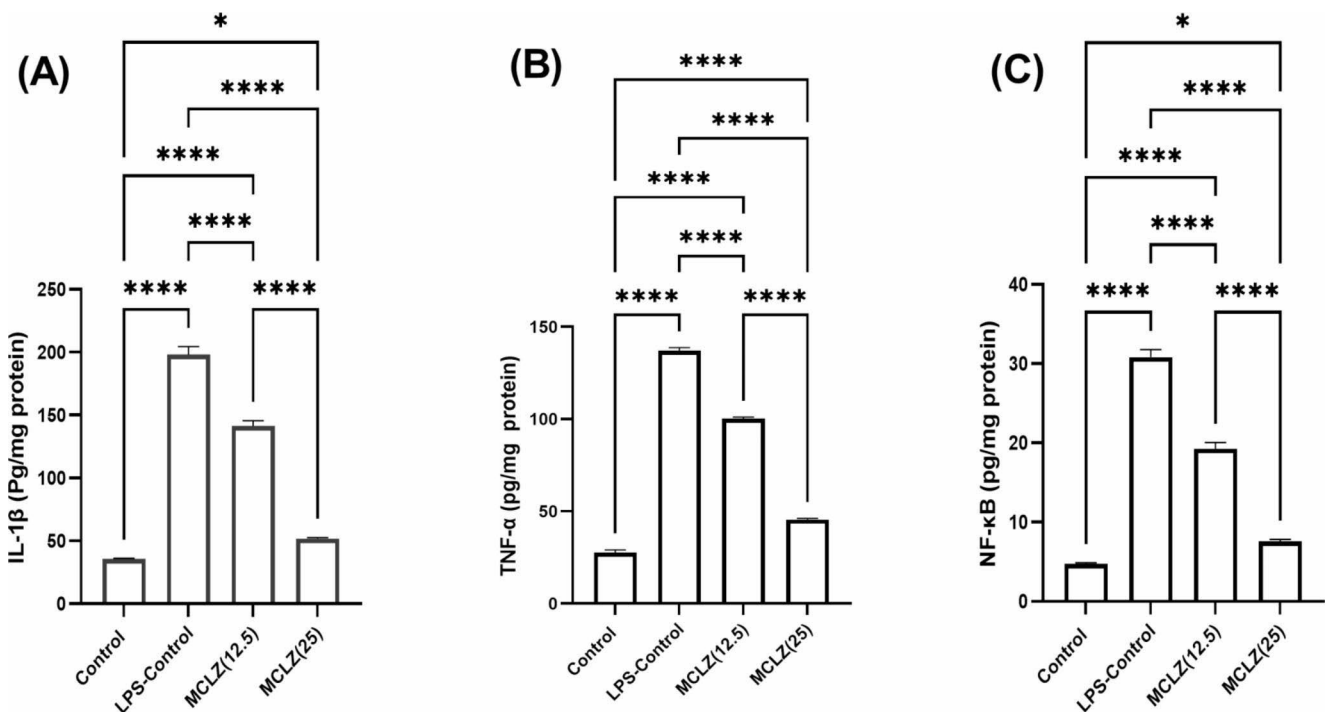 (A)
*
****
****
****
****
****
IL-1β (Pg/mg protein)
250
200
150
100
50
0
Control
LPS-Control
MCLZ(12.5)
MCLZ(25)
(B)
****
****
****
****
****
****
TNF-α (pg/mg protein)
150
100
50
0
Control
LPS-Control
MCLZ(12.5)
MCLZ(25)
(C)
*
****
****
****
****
****
NF-κB (pg/mg protein)
40
30
20
10
0
Control
LPS-Control
MCLZ(12.5)
MCLZ(25)